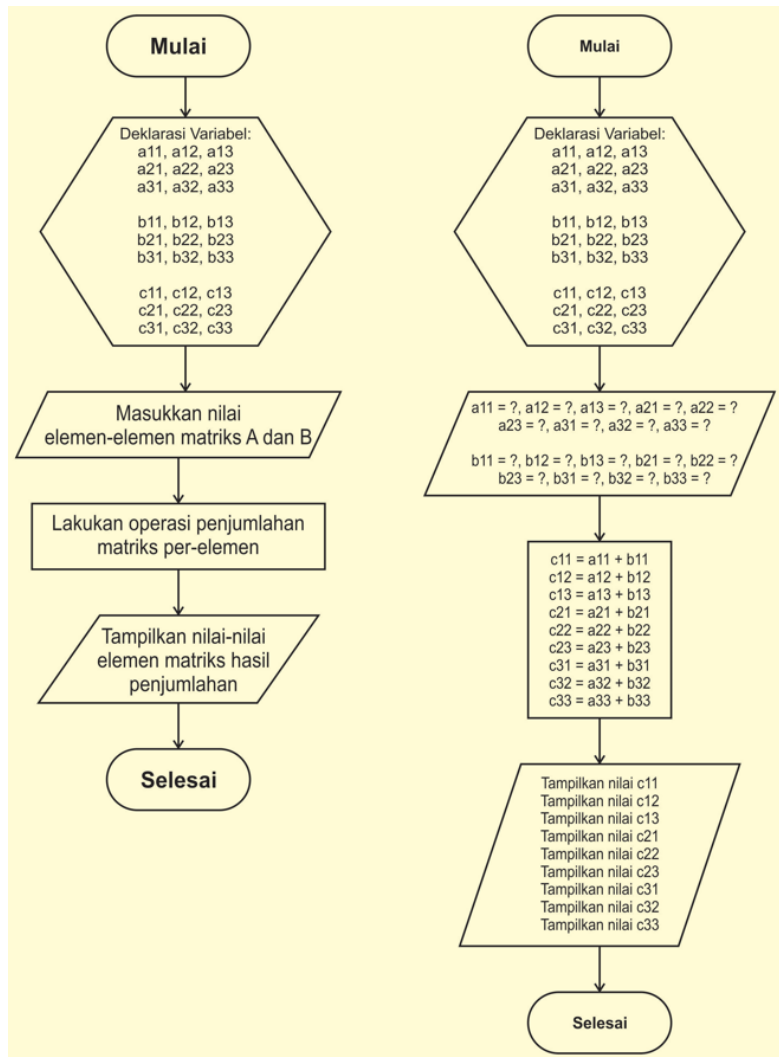 Mulai
Deklarasi Variabel:
a11, a12, a13
a21, a22, a23
a31, a32, a33
b11, b12, b13
b21, b22, b23
b31, b32, b33
c11, c12, c13
c21, c22, c23
c31, c32, c33
Masukkan nilai
elemen-elemen matriks A dan B
Lakukan operasi penjumlahan
matriks per-elemen
Tampilkan nilai-nilai
elemen matriks hasil
penjumlahan
Selesai
Mulai
Deklarasi Variabel:
a11, a12, a13
a21, a22, a23
a31, a32, a33
b11, b12, b13
b21, b22, b23
b31, b32, b33
c11, c12, c13
c21, c22, c23
c31, c32, c33
a11 = ?, a12 = ?, a13 = ?, a21 = ?, a22 = ?
a23 = ?, a31 = ?, a32 = ?, a33 = ?
b11 = ?, b12 = ?, b13 = ?, b21 = ?, b22 = ?
b23 = ?, b31 = ?, b32 = ?, b33 = ?
c11 = a11 + b11
c12 = a12 + b12
c13 = a13 + b13
c21 = a21 + b21
c22 = a22 + b22
c23 = a23 + b23
c31 = a31 + b31
c32 = a32 + b32
c33 = a33 + b33
Tampilkan nilai c11
Tampilkan nilai c12
Tampilkan nilai c13
Tampilkan nilai c21
Tampilkan nilai c22
Tampilkan nilai c23
Tampilkan nilai c31
Tampilkan nilai c32
Tampilkan nilai c33
Selesai